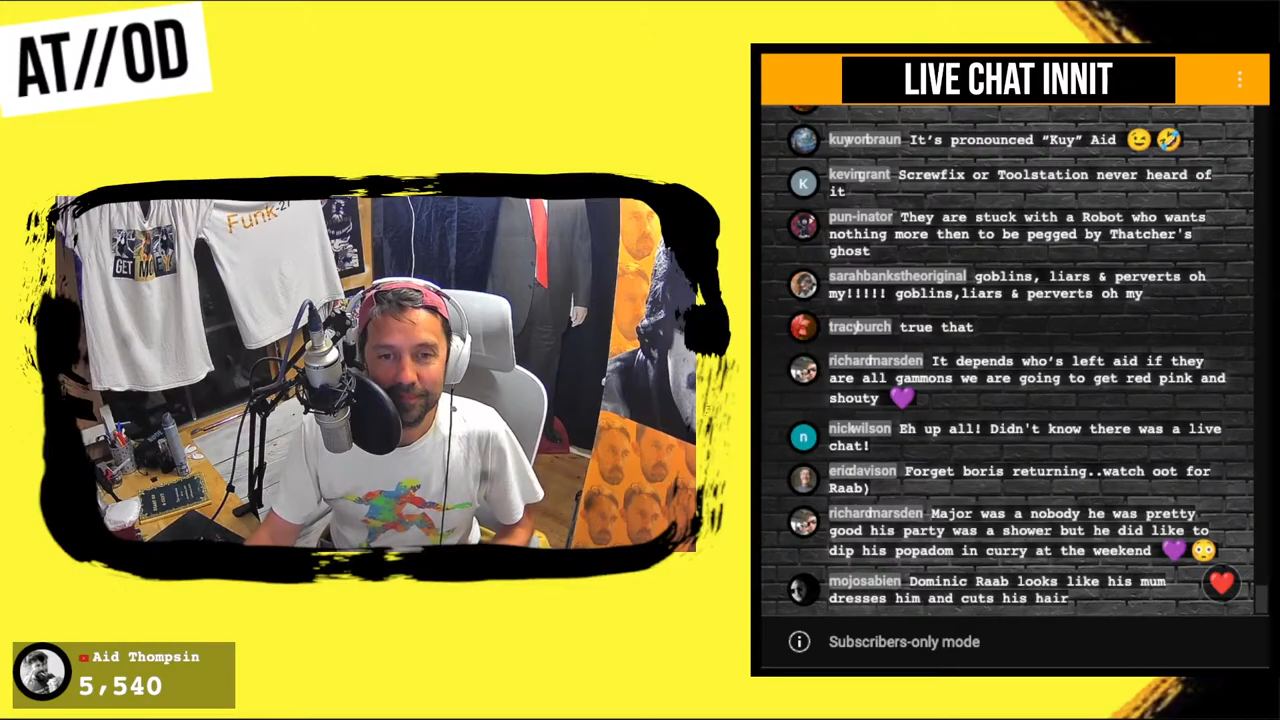 AT//OD
LIVE CHAT INNIT
kuyvorbraun It's pronounced “Kuy” Aid 😉🤣
K
kevingrant Screwfix or Toolstation never heard of
it
pun-inator They are stuck with a Robot who wants
nothing more then to be pegged by Thatcher's
ghost
sarahbankstheoriginal goblins, liars & perverts oh
my!!!!! goblins,liars & perverts oh my
tracyburch true that
richardmarsden It depends who's left aid if they
are all gammons we are going to get red pink and
shouty 💜
n
nickwilson Eh up all! Didn't know there was a live
chat!
ericdavison Forget boris returning..watch oot for
Raab)
richardmarsden Major was a nobody he was pretty
good his party was a shower but he did like to
dip his popadom in curry at the weekend 💜😳
mojosabien Dominic Raab looks like his mum
dresses him and cuts his hair
Subscribers-only mode
Funk-27
GET MO EY
Aid Thompsin
5,540